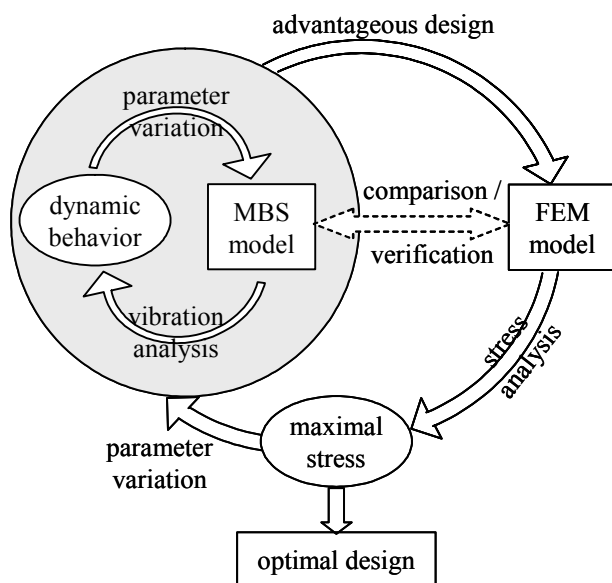 advantageous design
parameter
variation
dynamic
behavior
MBS
model
comparison /
verification
FEM
model
vibration
analysis
stress
analysis
maximal
stress
parameter
variation
optimal design